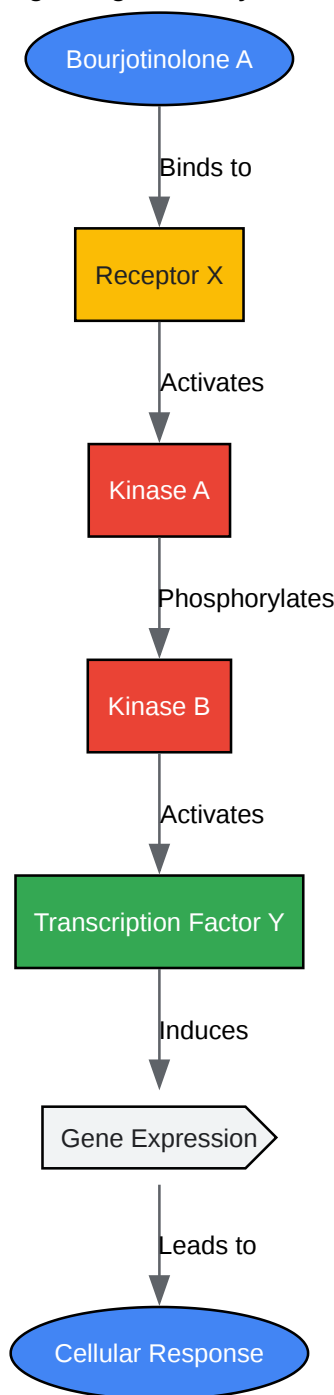 Bourjotinolone A
Binds to
Receptor X
Activates
Kinase A
Phosphorylates
Kinase B
Activates
Transcription Factor Y
Induces
Gene Expression
Leads to
Cellular Response